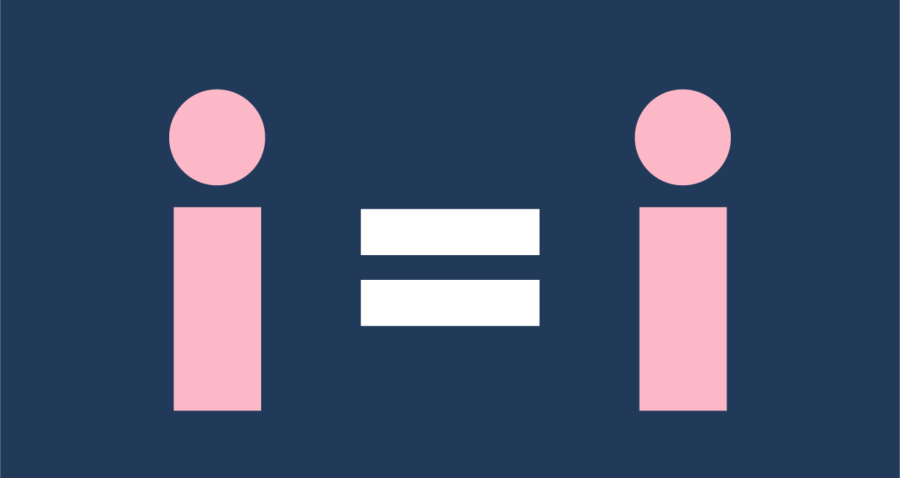 i = i